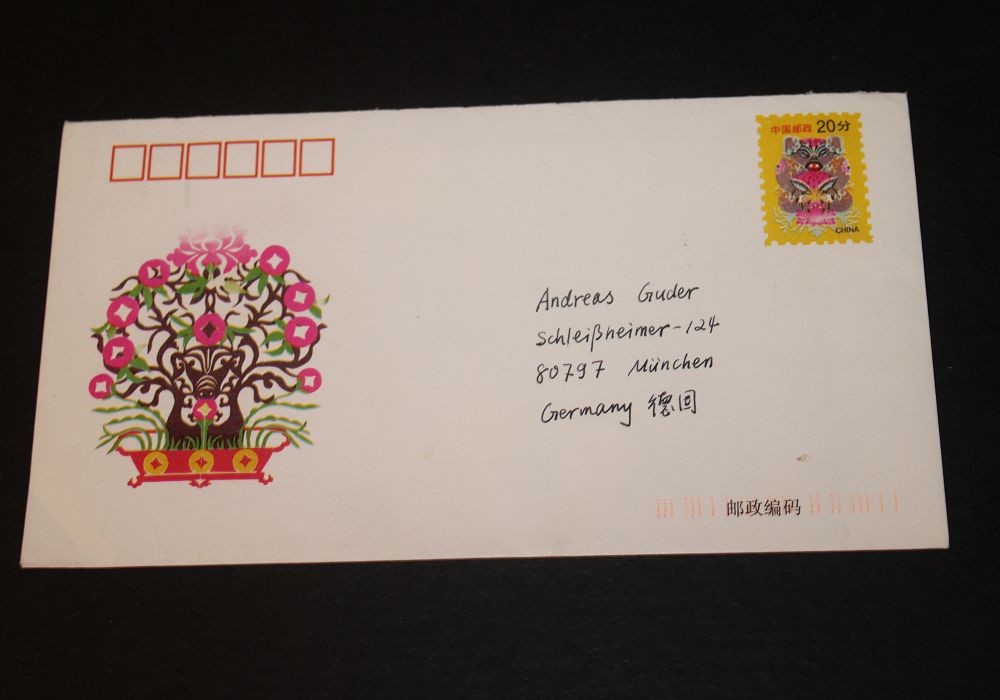 中国邮政 20分
CHINA
Andreas Guder
Schleißheimer-124
80797 München
Germany 德国
邮政编码